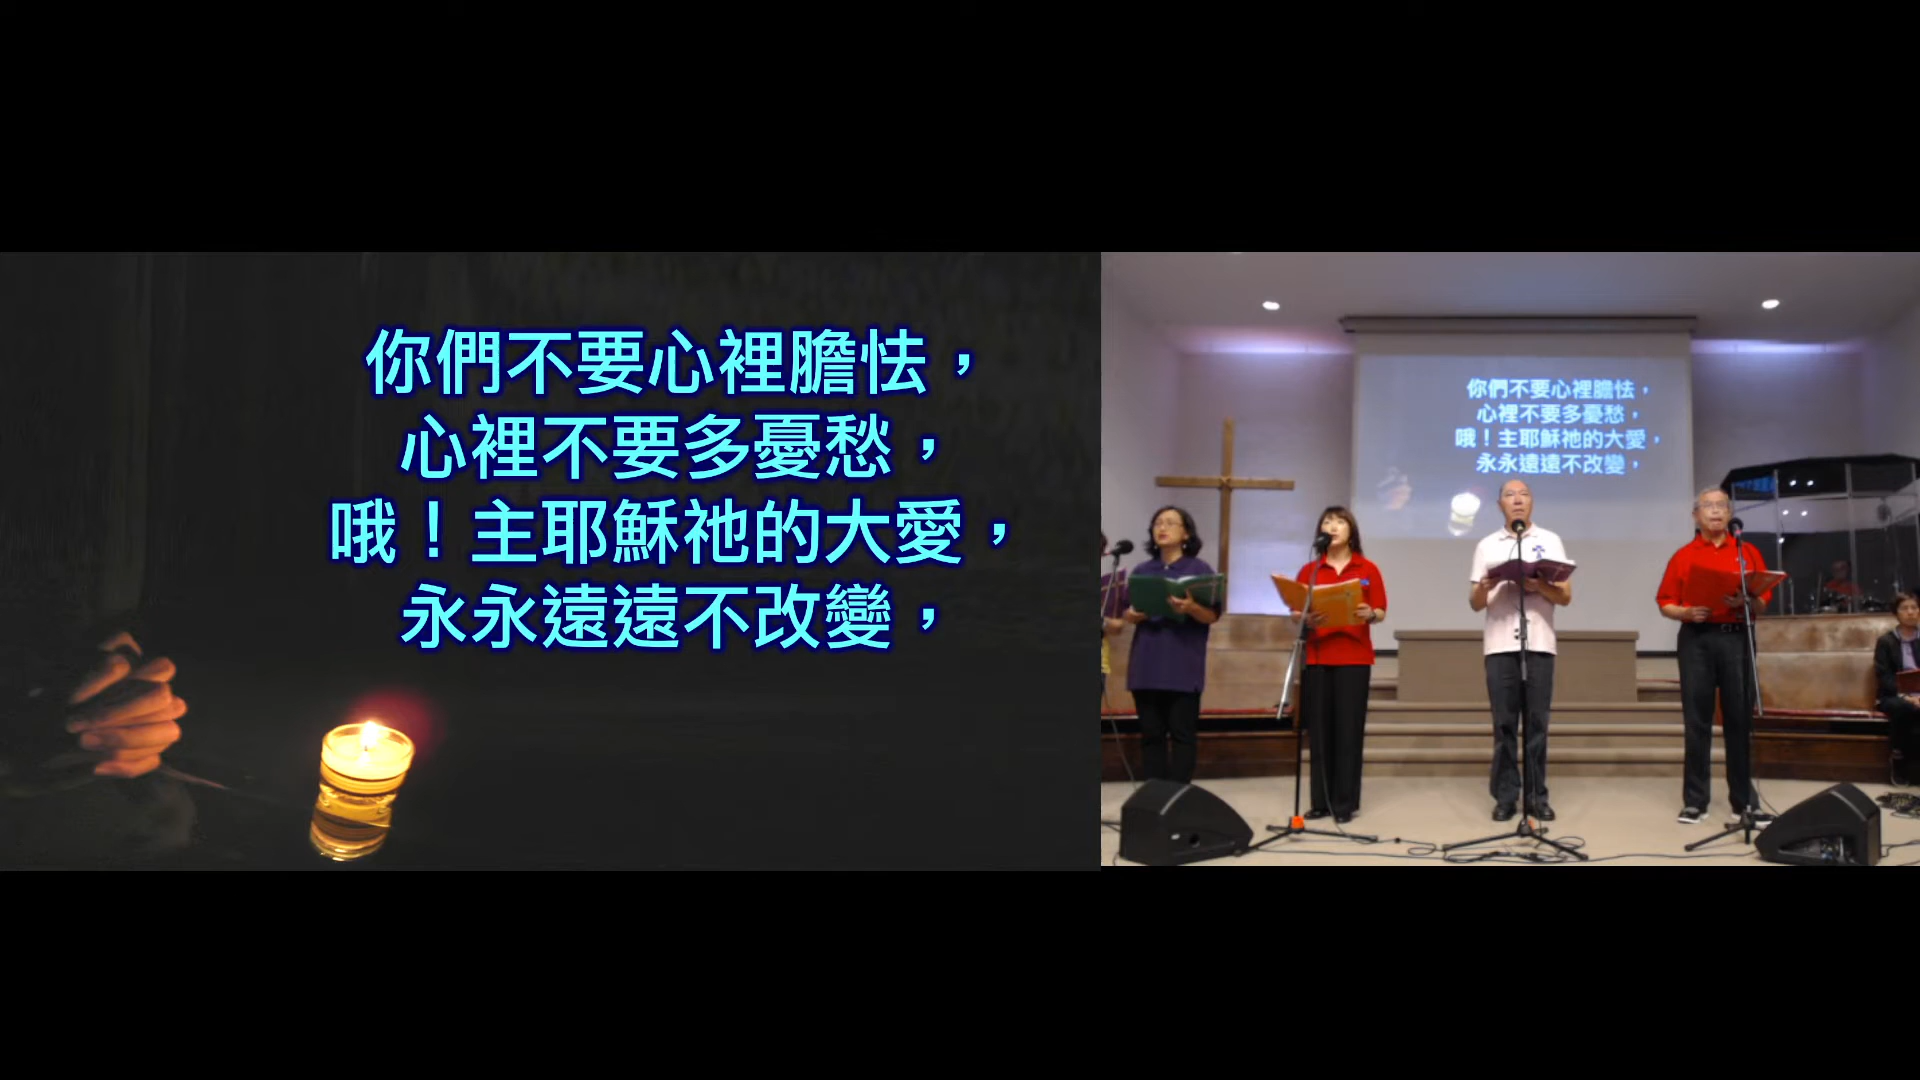 你們不要心裡膽怯，
心裡不要多憂愁，
哦！主耶穌祂的大愛，
永永遠遠不改變，
你們不要心裡膽怯，
心裡不要多憂愁，
哦！主耶穌祂的大愛，
永永遠遠不改變，